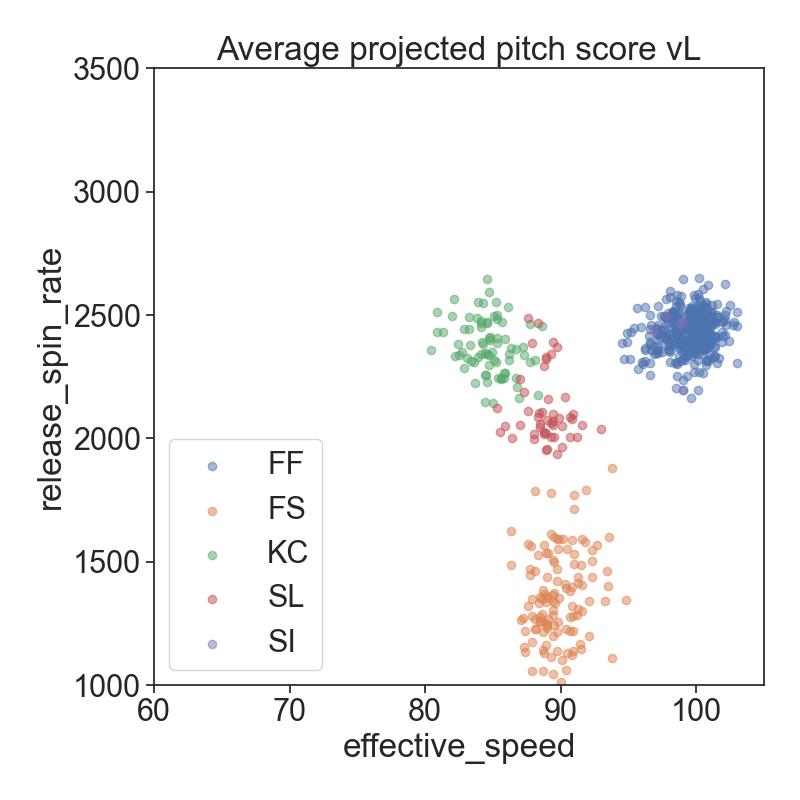 Average projected pitch score vL
3500
3000
2500
2000
1500
1000
release_spin_rate
FF
FS
KC
SL
SI
60 70 80 90 100
effective_speed